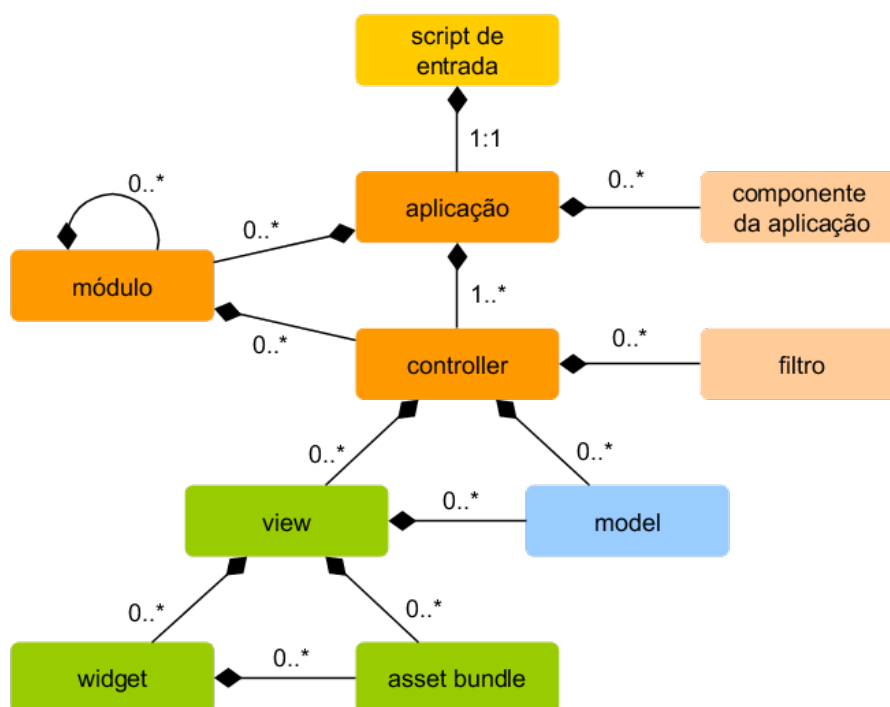 script de
entrada
1:1
0..*
0..*
0..*
aplicação
componente
da aplicação
módulo
1..*
0..*
0..*
controller
filtro
0..*
0..*
view
0..*
model
0..*
0..*
widget
0..*
asset bundle